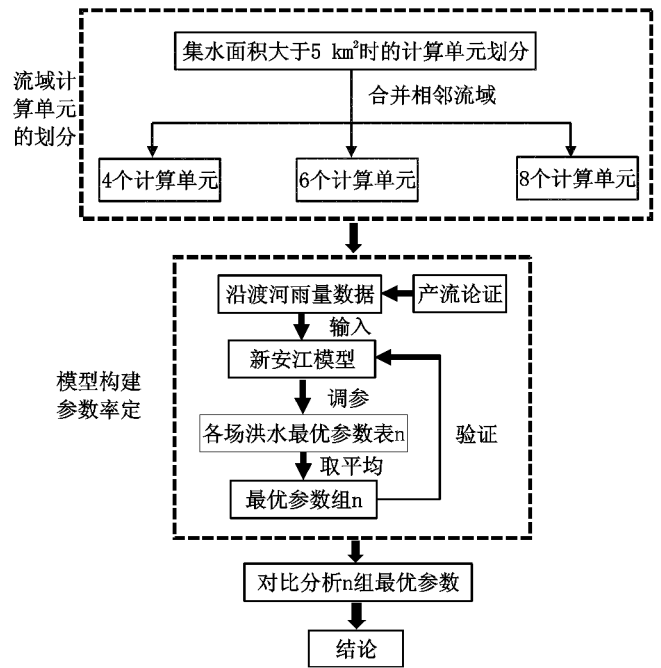 集水面积大于5 km²时的计算单元划分
合并相邻流域
流域计
算单元
的划分
4个计算单元
6个计算单元
8个计算单元
沿渡河雨量数据
产流论证
输入
新安江模型
模型构建
参数率定
调参
各场洪水最优参数表n
验证
取平均
最优参数组n
对比分析n组最优参数
结论